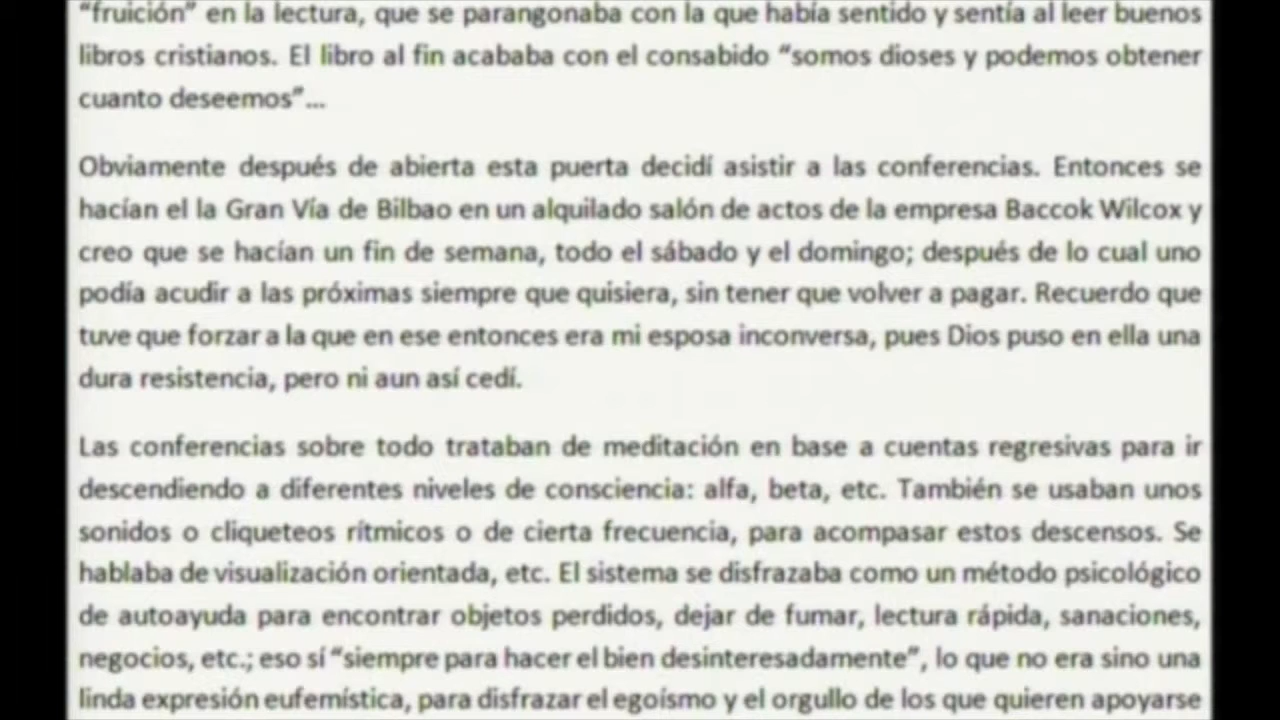 “fruición” en la lectura, que se parangonaba con la que había sentido y sentía al leer buenos
libros cristianos. El libro al fin acababa con el consabido “somos dioses y podemos obtener
cuanto deseemos”…
Obviamente después de abierta esta puerta decidí asistir a las conferencias. Entonces se
hacían el la Gran Vía de Bilbao en un alquilado salón de actos de la empresa Baccok Wilcox y
creo que se hacían un fin de semana, todo el sábado y el domingo; después de lo cual uno
podía acudir a las próximas siempre que quisiera, sin tener que volver a pagar. Recuerdo que
tuve que forzar a la que en ese entonces era mi esposa inconversa, pues Dios puso en ella una
dura resistencia, pero ni aun así cedí.
Las conferencias sobre todo trataban de meditación en base a cuentas regresivas para ir
descendiendo a diferentes niveles de consciencia: alfa, beta, etc. También se usaban unos
sonidos o cliqueteos rítmicos o de cierta frecuencia, para acompasar estos descensos. Se
hablaba de visualización orientada, etc. El sistema se disfrazaba como un método psicológico
de autoayuda para encontrar objetos perdidos, dejar de fumar, lectura rápida, sanaciones,
negocios, etc.; eso sí “siempre para hacer el bien desinteresadamente”, lo que no era sino una
linda expresión eufemística, para disfrazar el egoísmo y el orgullo de los que quieren apoyarse